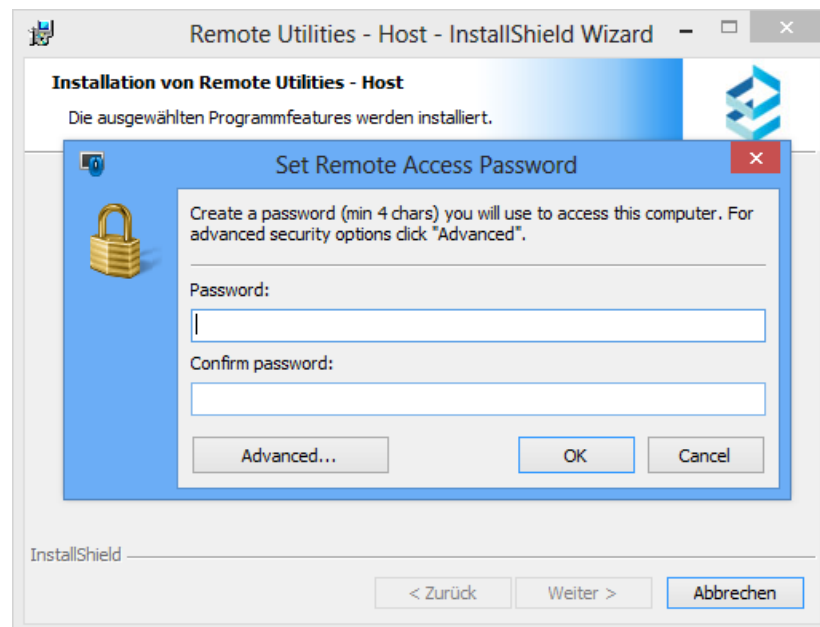 Remote Utilities - Host - InstallShield Wizard
Installation von Remote Utilities - Host
Die ausgewählten Programmfeatures werden installiert.
Set Remote Access Password
Create a password (min 4 chars) you will use to access this computer. For
advanced security options click "Advanced".
Password:
Confirm password:
Advanced...
OK
Cancel
InstallShield
< Zurück
Weiter >
Abbrechen